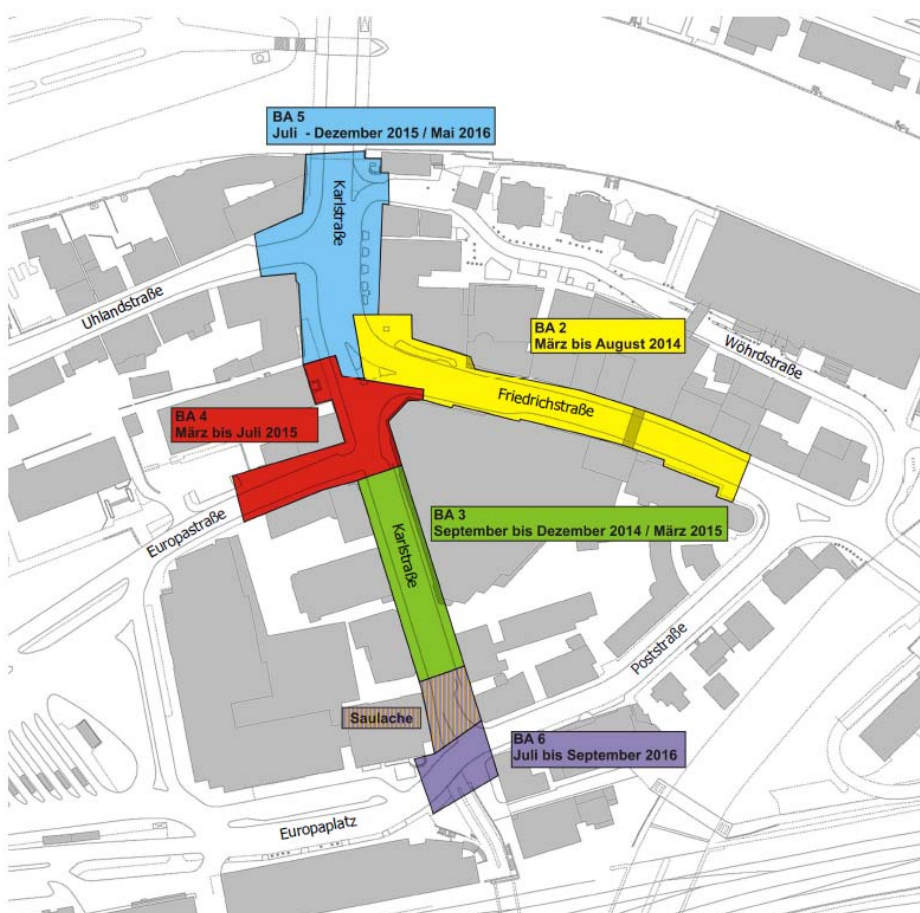 BA 5
Juli - Dezember 2015 / Mai 2016
Karlstraße
Uhlandstraße
BA 2
März bis August 2014
Wöhrdstraße
Friedrichstraße
BA 4
März bis Juli 2015
Europastraße
BA 3
September bis Dezember 2014 / März 2015
Karlstraße
Poststraße
Saulache
BA 6
Juli bis September 2016
Europaplatz